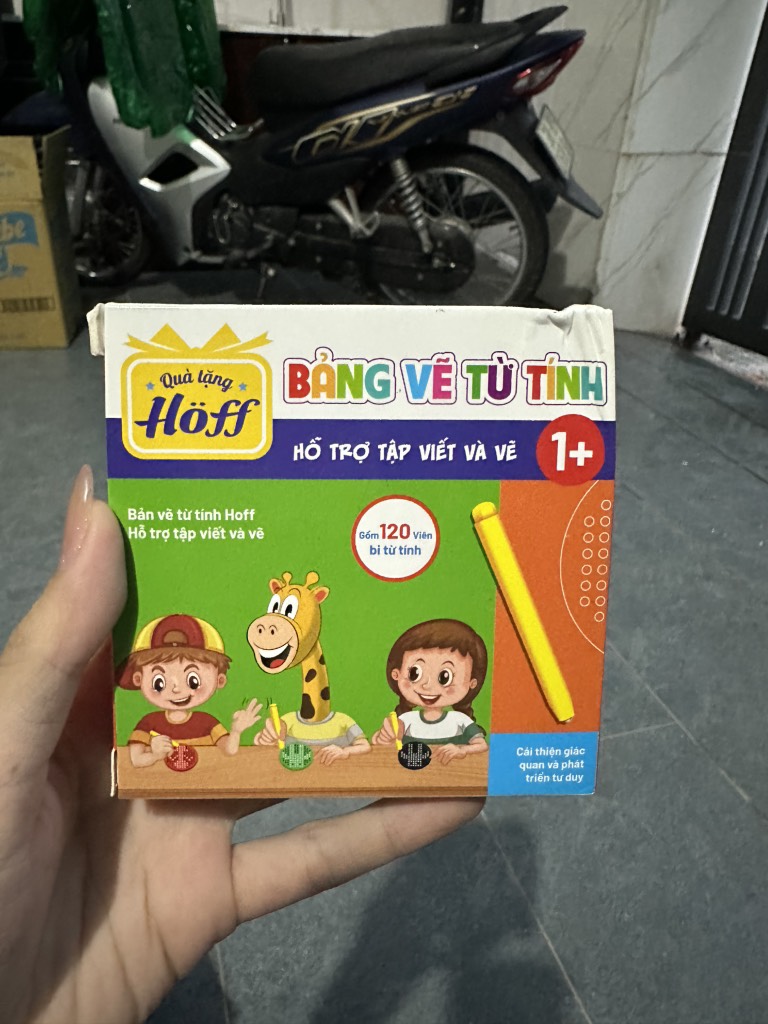 Quà tặng
Höff
BẢNG VẼ TỪ TÍNH
HỖ TRỢ TẬP VIẾT VÀ VẼ
1+
Bản vẽ từ tính Hoff
Hỗ trợ tập viết và vẽ
Gồm 120 Viên
bi từ tính
Cải thiện giác
quan và phát
triển tư duy